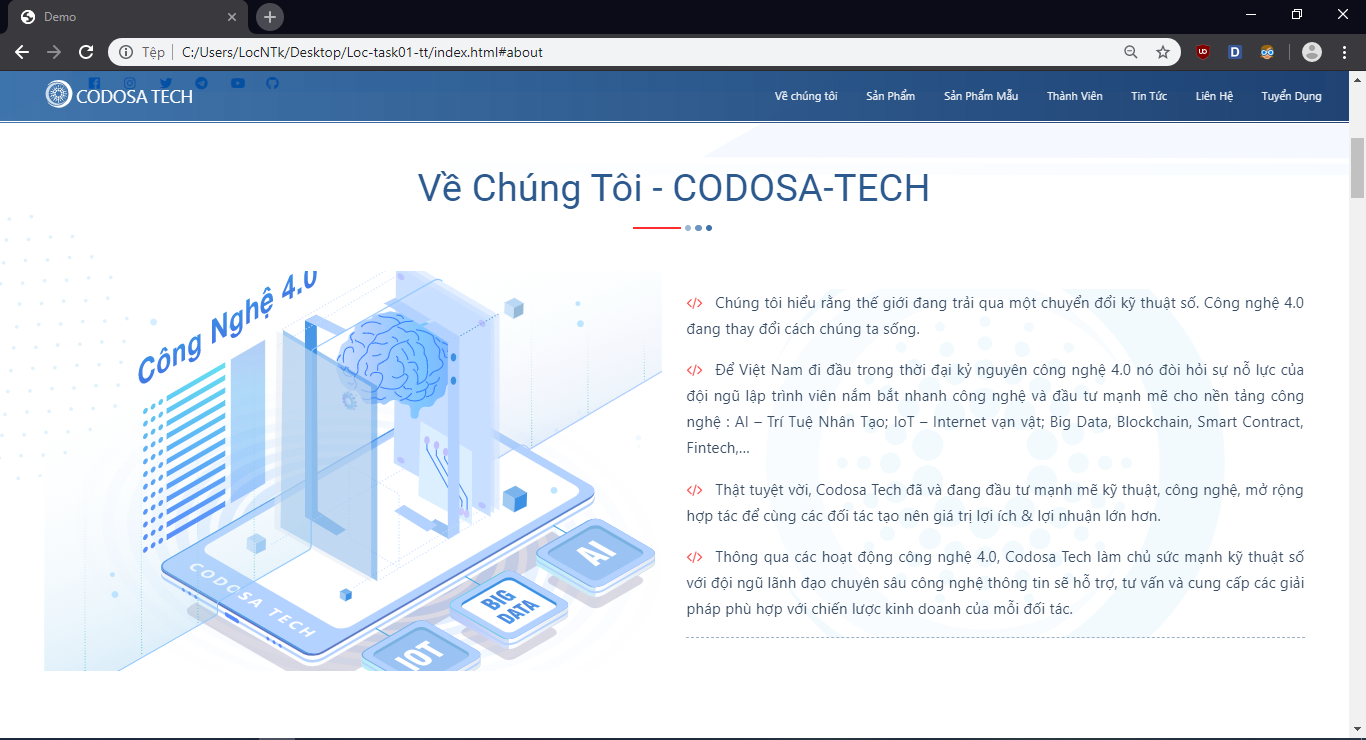 Demo
Tệp
C:/Users/LocNTk/Desktop/Loc-task01-tt/index.html#about
CODOSA TECH
Về chúng tôi
Sản Phẩm
Sản Phẩm Mẫu
Thành Viên
Tin Tức
Liên Hệ
Tuyển Dụng
Về Chúng Tôi - CODOSA-TECH
Công Nghệ 4.0
CODOSA TECH
AI
BIG
DATA
IOT
</> Chúng tôi hiểu rằng thế giới đang trải qua một chuyển đổi kỹ thuật số. Công nghệ 4.0
đang thay đổi cách chúng ta sống.
</> Để Việt Nam đi đầu trong thời đại kỷ nguyên công nghệ 4.0 nó đòi hỏi sự nỗ lực của
đội ngũ lập trình viên nắm bắt nhanh công nghệ và đầu tư mạnh mẽ cho nền tảng công
nghệ : AI – Trí Tuệ Nhân Tạo; IoT – Internet vạn vật; Big Data, Blockchain, Smart Contract,
Fintech,...
</> Thật tuyệt vời, Codosa Tech đã và đang đầu tư mạnh mẽ kỹ thuật, công nghệ, mở rộng
hợp tác để cùng các đối tác tạo nên giá trị lợi ích & lợi nhuận lớn hơn.
</> Thông qua các hoạt động công nghệ 4.0, Codosa Tech làm chủ sức mạnh kỹ thuật số
với đội ngũ lãnh đạo chuyên sâu công nghệ thông tin sẽ hỗ trợ, tư vấn và cung cấp các giải
pháp phù hợp với chiến lược kinh doanh của mỗi đối tác.